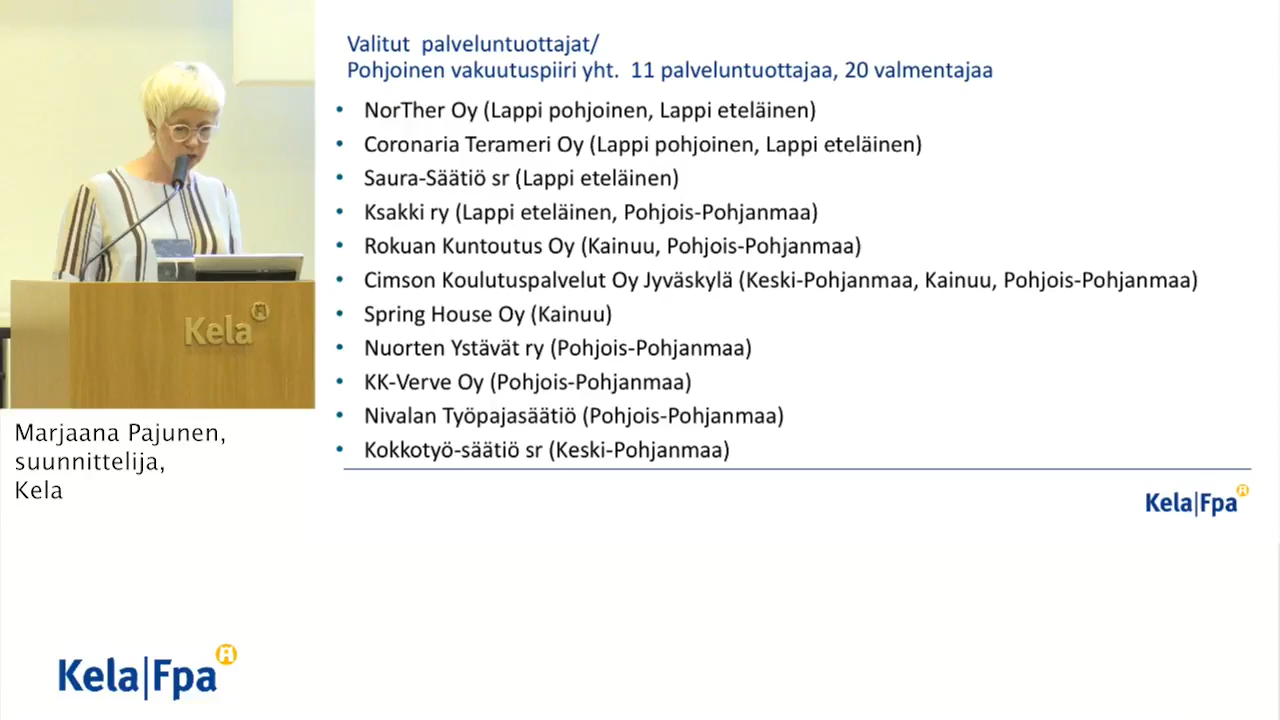 Valitut palveluntuottajat/
Pohjoinen vakuutuspiiri yht. 11 palveluntuottajaa, 20 valmentajaa
• NorTher Oy (Lappi pohjoinen, Lappi eteläinen)
• Coronaria Terameri Oy (Lappi pohjoinen, Lappi eteläinen)
• Saura-Säätiö sr (Lappi eteläinen)
• Ksakki ry (Lappi eteläinen, Pohjois-Pohjanmaa)
• Rokuan Kuntoutus Oy (Kainuu, Pohjois-Pohjanmaa)
• Cimson Koulutuspalvelut Oy Jyväskylä (Keski-Pohjanmaa, Kainuu, Pohjois-Pohjanmaa)
• Spring House Oy (Kainuu)
• Nuorten Ystävät ry (Pohjois-Pohjanmaa)
• KK-Verve Oy (Pohjois-Pohjanmaa)
• Nivalan Työpajasäätiö (Pohjois-Pohjanmaa)
• Kokkotyö-säätiö sr (Keski-Pohjanmaa)
Kela|Fpa
Kela
Marjaana Pajunen,
suunnittelija,
Kela
Kela|Fpa